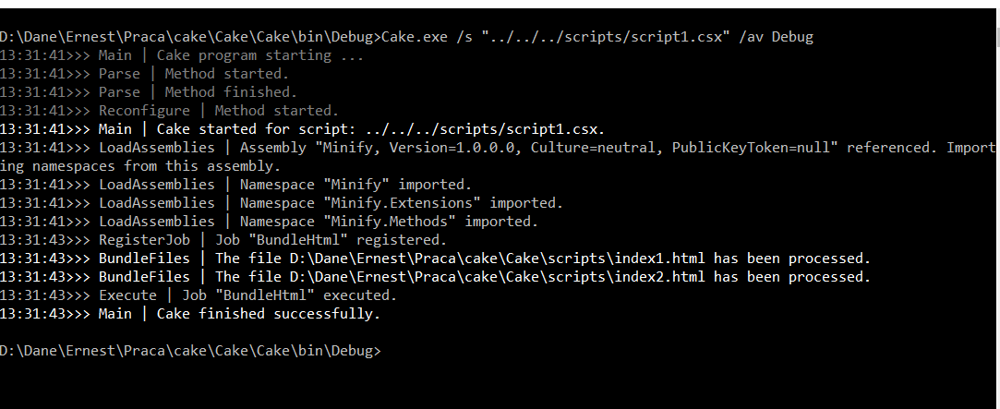 D:\Dane\Ernest\Praca\cake\Cake\Cake\bin\Debug>Cake.exe /s "../../../scripts/script1.csx" /av Debug
13:31:41>>> Main | Cake program starting ...
13:31:41>>> Parse | Method started.
13:31:41>>> Parse | Method finished.
13:31:41>>> Reconfigure | Method started.
13:31:41>>> Main | Cake started for script: ../../../scripts/script1.csx.
13:31:41>>> LoadAssemblies | Assembly "Minify, Version=1.0.0.0, Culture=neutral, PublicKeyToken=null" referenced. Import
ing namespaces from this assembly.
13:31:41>>> LoadAssemblies | Namespace "Minify" imported.
13:31:41>>> LoadAssemblies | Namespace "Minify.Extensions" imported.
13:31:41>>> LoadAssemblies | Namespace "Minify.Methods" imported.
13:31:43>>> RegisterJob | Job "BundleHtml" registered.
13:31:43>>> BundleFiles | The file D:\Dane\Ernest\Praca\cake\Cake\scripts\index1.html has been processed.
13:31:43>>> BundleFiles | The file D:\Dane\Ernest\Praca\cake\Cake\scripts\index2.html has been processed.
13:31:43>>> Execute | Job "BundleHtml" executed.
13:31:43>>> Main | Cake finished successfully.
D:\Dane\Ernest\Praca\cake\Cake\Cake\bin\Debug>